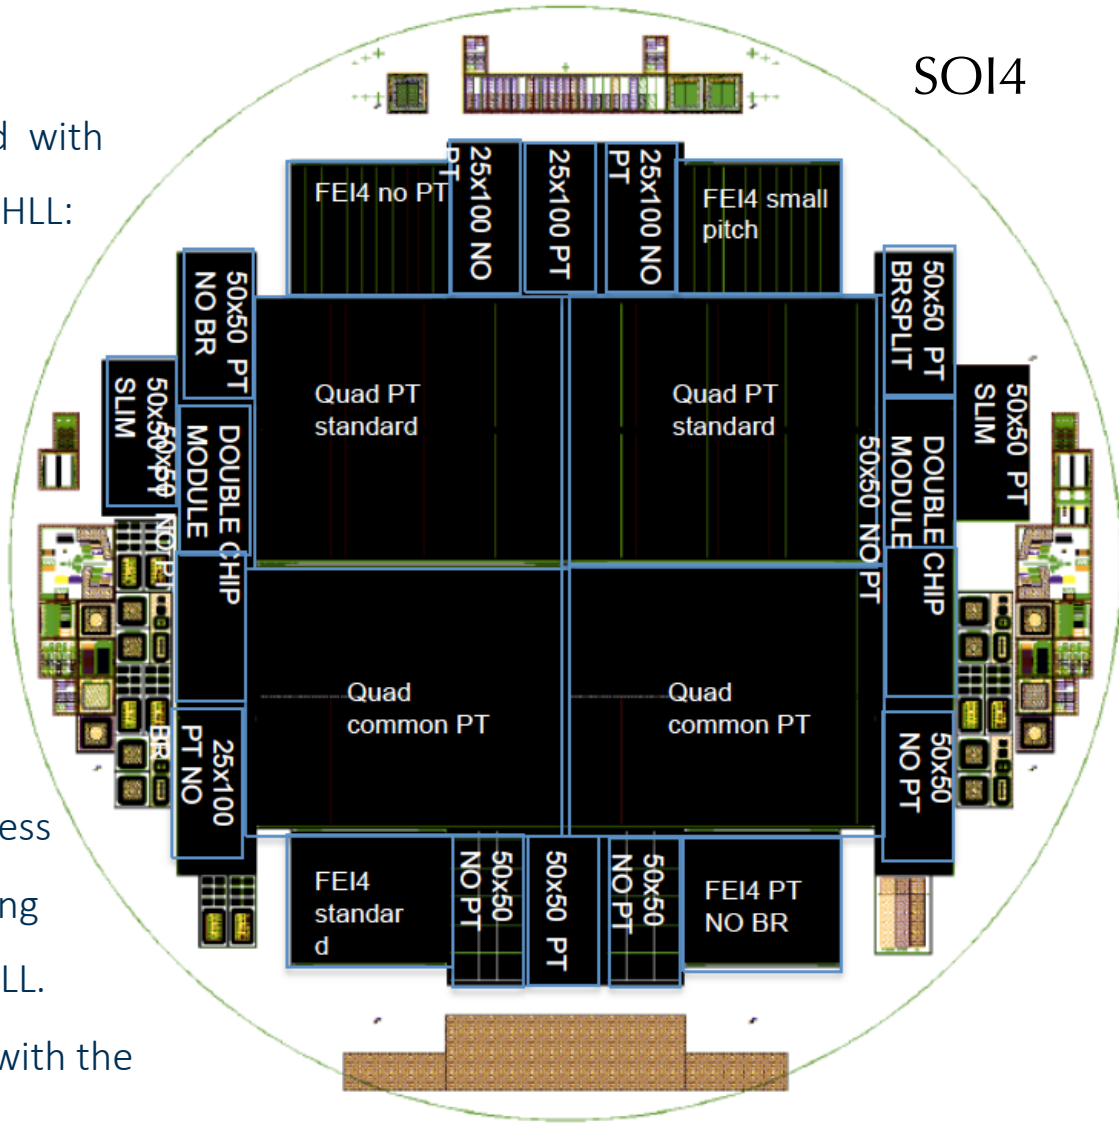 SOI4
d with
HLL:
FEI4 no PT
25x100 NO
PT
25x100 PT
25x100 NO
PT
FEI4 small
pitch
50x50 PT
NO BR
50x50 PT
BRSPLIT
50x50 PT
SLIM
50x50 NO PT
DOUBLE CHIP
MODULE
Quad PT
standard
Quad PT
standard
50x50 NO PT
DOUBLE CHIP
MODULE
50x50 PT
SLIM
Quad
common PT
Quad
common PT
25x100
PT NO
BR
50x50
NO PT
ess
ng
LL.
with the
FEI4
standar
d
50x50
NO PT
50x50 PT
50x50
NO PT
FEI4 PT
NO BR